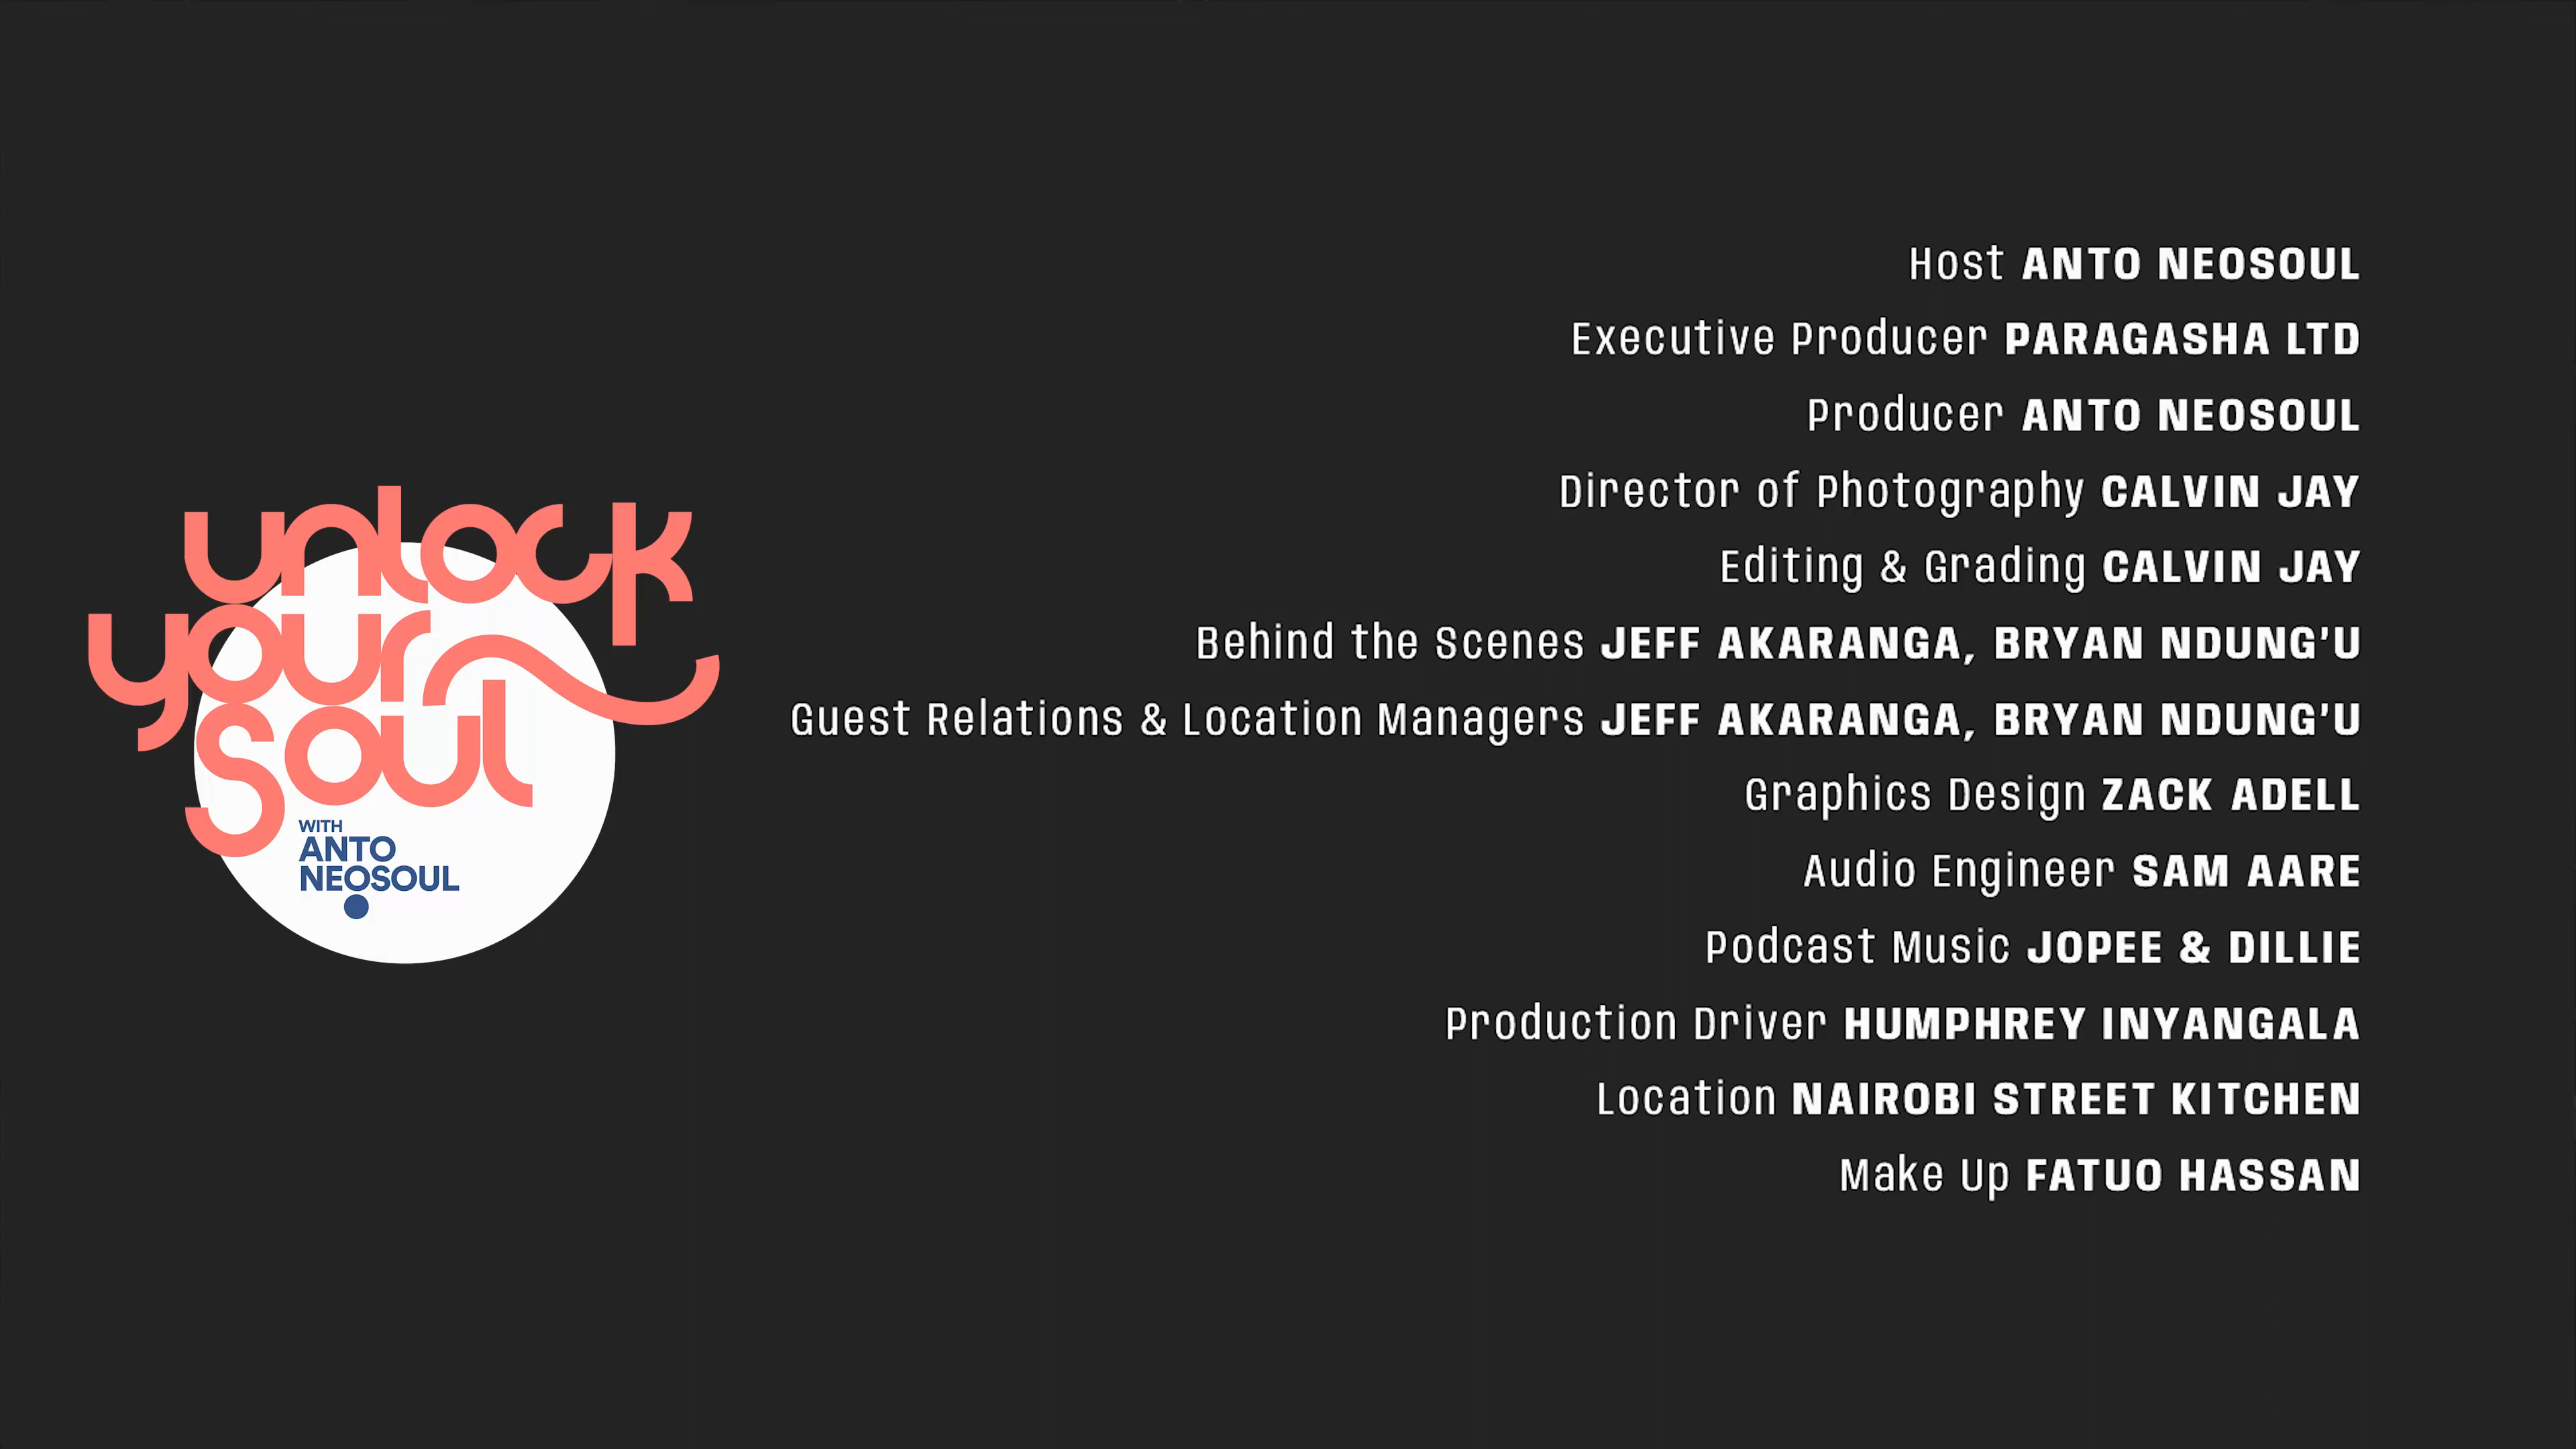 unlock
your
soul
WITH
ANTO
NEOSOUL
Host ANTO NEOSOUL
Executive Producer PARAGASHA LTD
Producer ANTO NEOSOUL
Director of Photography CALVIN JAY
Editing & Grading CALVIN JAY
Behind the Scenes JEFF AKARANGA, BRYAN NDUNG’U
Guest Relations & Location Managers JEFF AKARANGA, BRYAN NDUNG’U
Graphics Design ZACK ADELL
Audio Engineer SAM AARE
Podcast Music JOPEE & DILLIE
Production Driver HUMPHREY INYANGALA
Location NAIROBI STREET KITCHEN
Make Up FATUO HASSAN